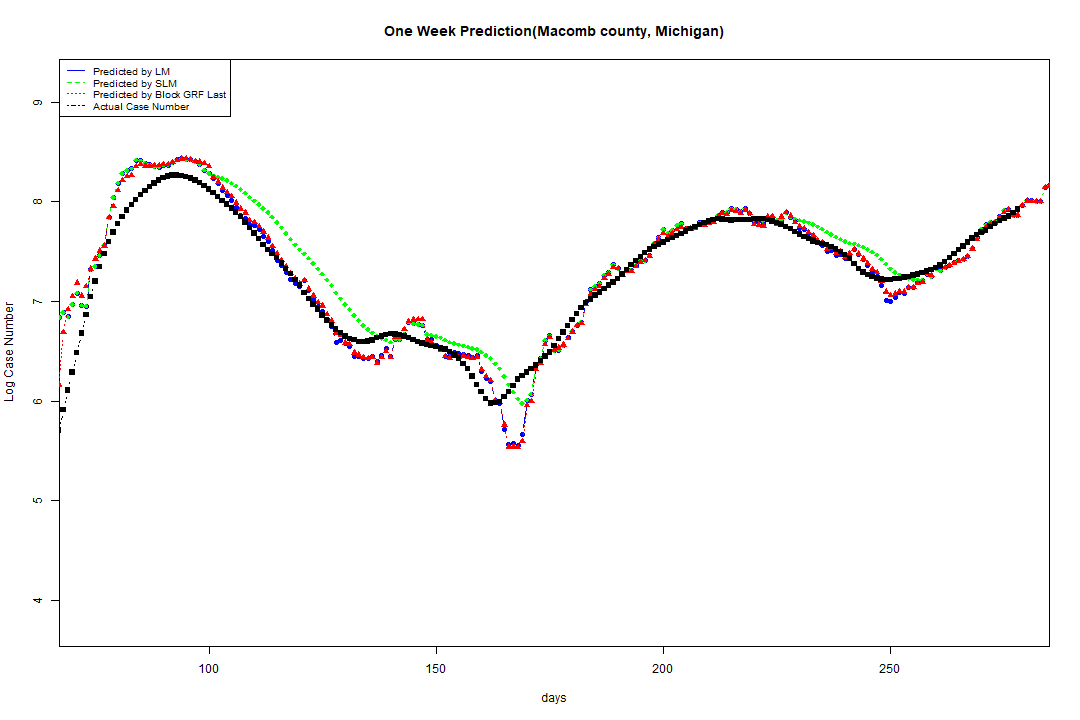 One Week Prediction(Macomb county, Michigan)
Predicted by LM
Predicted by SLM
Predicted by Block GRF Last
Actual Case Number
9
8
7
6
5
4
Log Case Number
100 150 200 250
days